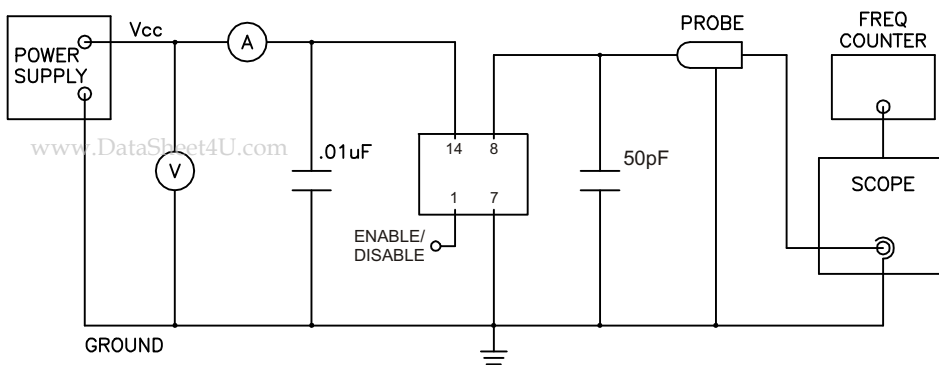 POWER
SUPPLY
Vcc
A
V
www.DataSheet4U.com
.01uF
14 8
1 7
ENABLE/
DISABLE
50pF
PROBE
FREQ
COUNTER
SCOPE
GROUND